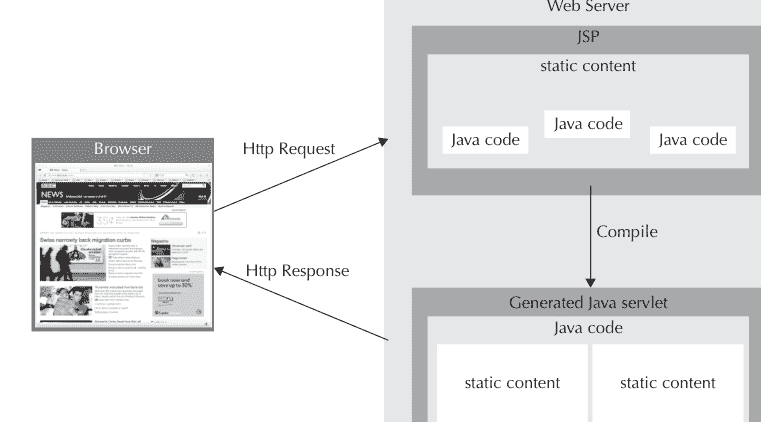 Web Server
JSP
static content
Java code
Java code
Java code
Browser
NEWS
Swiss narrowly back migration curbs
Http Request
Http Response
Compile
Generated Java servlet
Java code
static content
static content